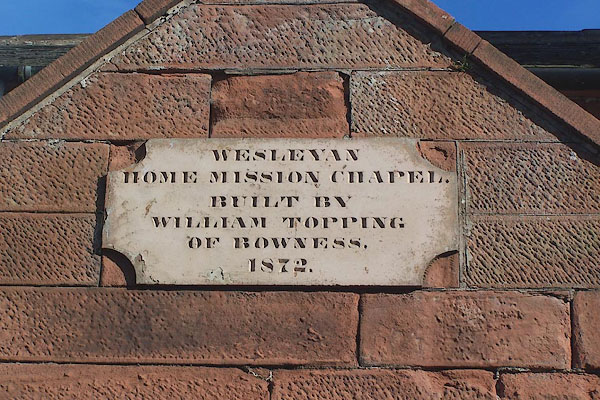 WESLEYAN
HOME MISSION CHAPEL.
BUILT BY
WILLIAM TOPPING
OF BOWNESS.
1872.